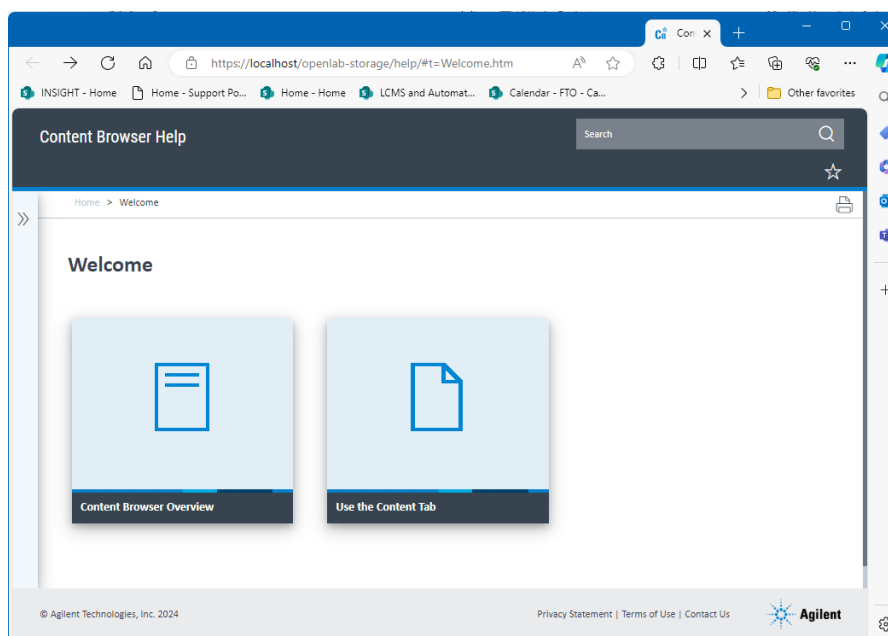 Con
https://localhost/openlab-storage/help/#t=Welcome.htm
INSIGHT - Home
Home - Support Po...
Home - Home
LCMS and Automat...
Calendar - FTO - Ca...
Other favorites
Content Browser Help
Search
Home > Welcome
Welcome
Content Browser Overview
Use the Content Tab
© Agilent Technologies, Inc. 2024
Privacy Statement | Terms of Use | Contact Us
Agilent